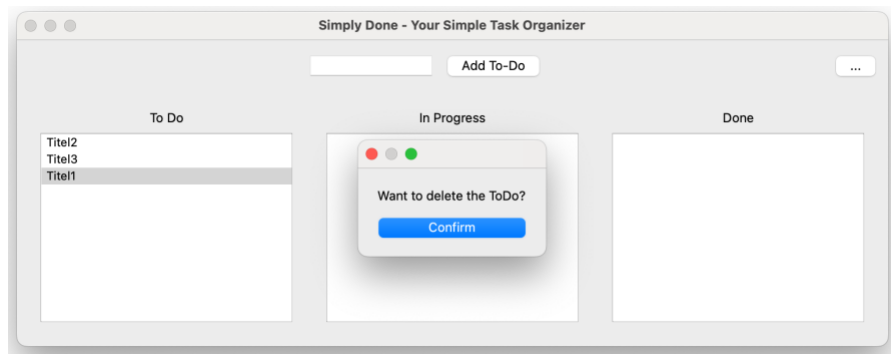 Simply Done - Your Simple Task Organizer
Add To-Do
...
To Do
In Progress
Done
Titel2
Titel3
Titel1
Want to delete the ToDo?
Confirm